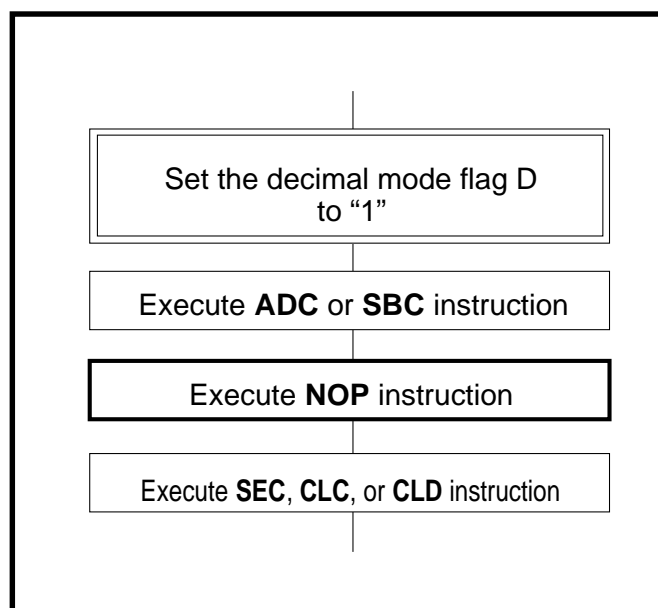 Set the decimal mode flag D
to “1”
Execute ADC or SBC instruction
Execute NOP instruction
Execute SEC, CLC, or CLD instruction